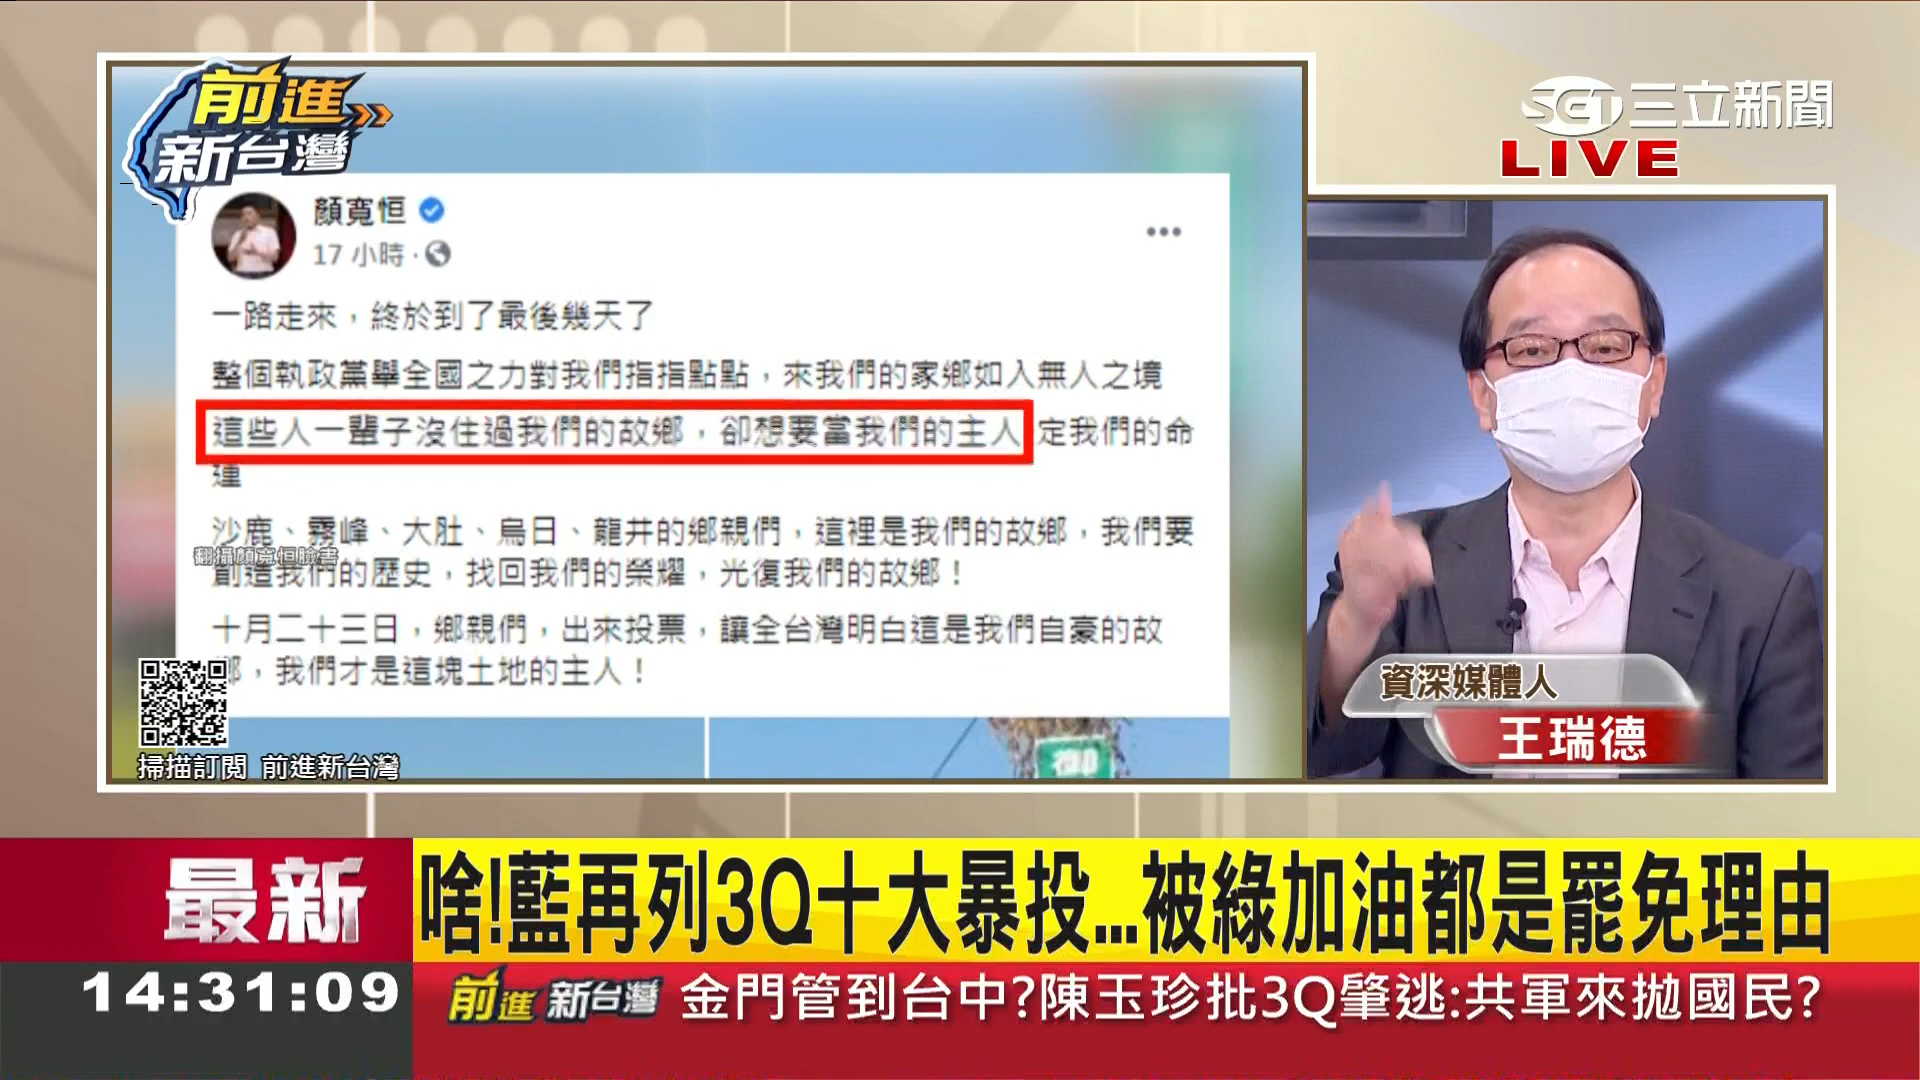 前進
新台灣
SET三立新聞
LIVE
顏寬恒
17 小時
一路走來，終於到了最後幾天了
整個執政黨舉全國之力對我們指指點點，來我們的家鄉如入無人之境
這些人一輩子沒住過我們的故鄉，卻想要當我們的主人 定我們的命
運
沙鹿、霧峰、大肚、烏日、龍井的鄉親們，這裡是我們的故鄉，我們要
翻攝顏寬恒臉書
創造我們的歷史，找回我們的榮耀，光復我們的故鄉！
十月二十三日，鄉親們，出來投票，讓全台灣明白這是我們自豪的故
鄉，我們才是這塊土地的主人！
掃描訂閱 前進新台灣
資深媒體人
王瑞德
最新
啥!藍再列3Q十大暴投...被綠加油都是罷免理由
14:31:09
前進新台灣 金門管到台中?陳玉珍批3Q肇逃:共軍來拋國民?